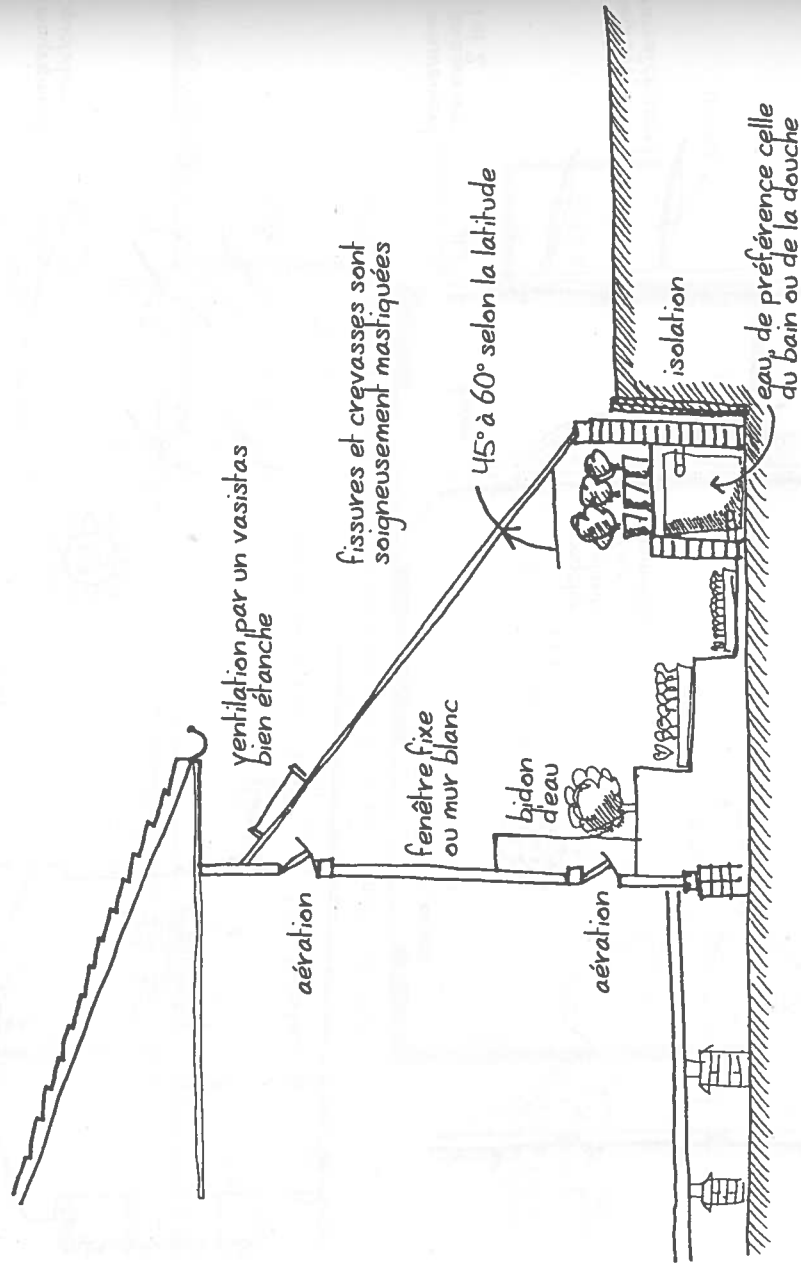 ventilation par un vasistas
bien étanche
fissures et crevasses sont
soigneusement mastiquées
45° à 60° selon la latitude
aération
fenêtre fixe
ou mur blanc
bidon
d'eau
aération
isolation
eau, de préférence celle
du bain ou de la douche